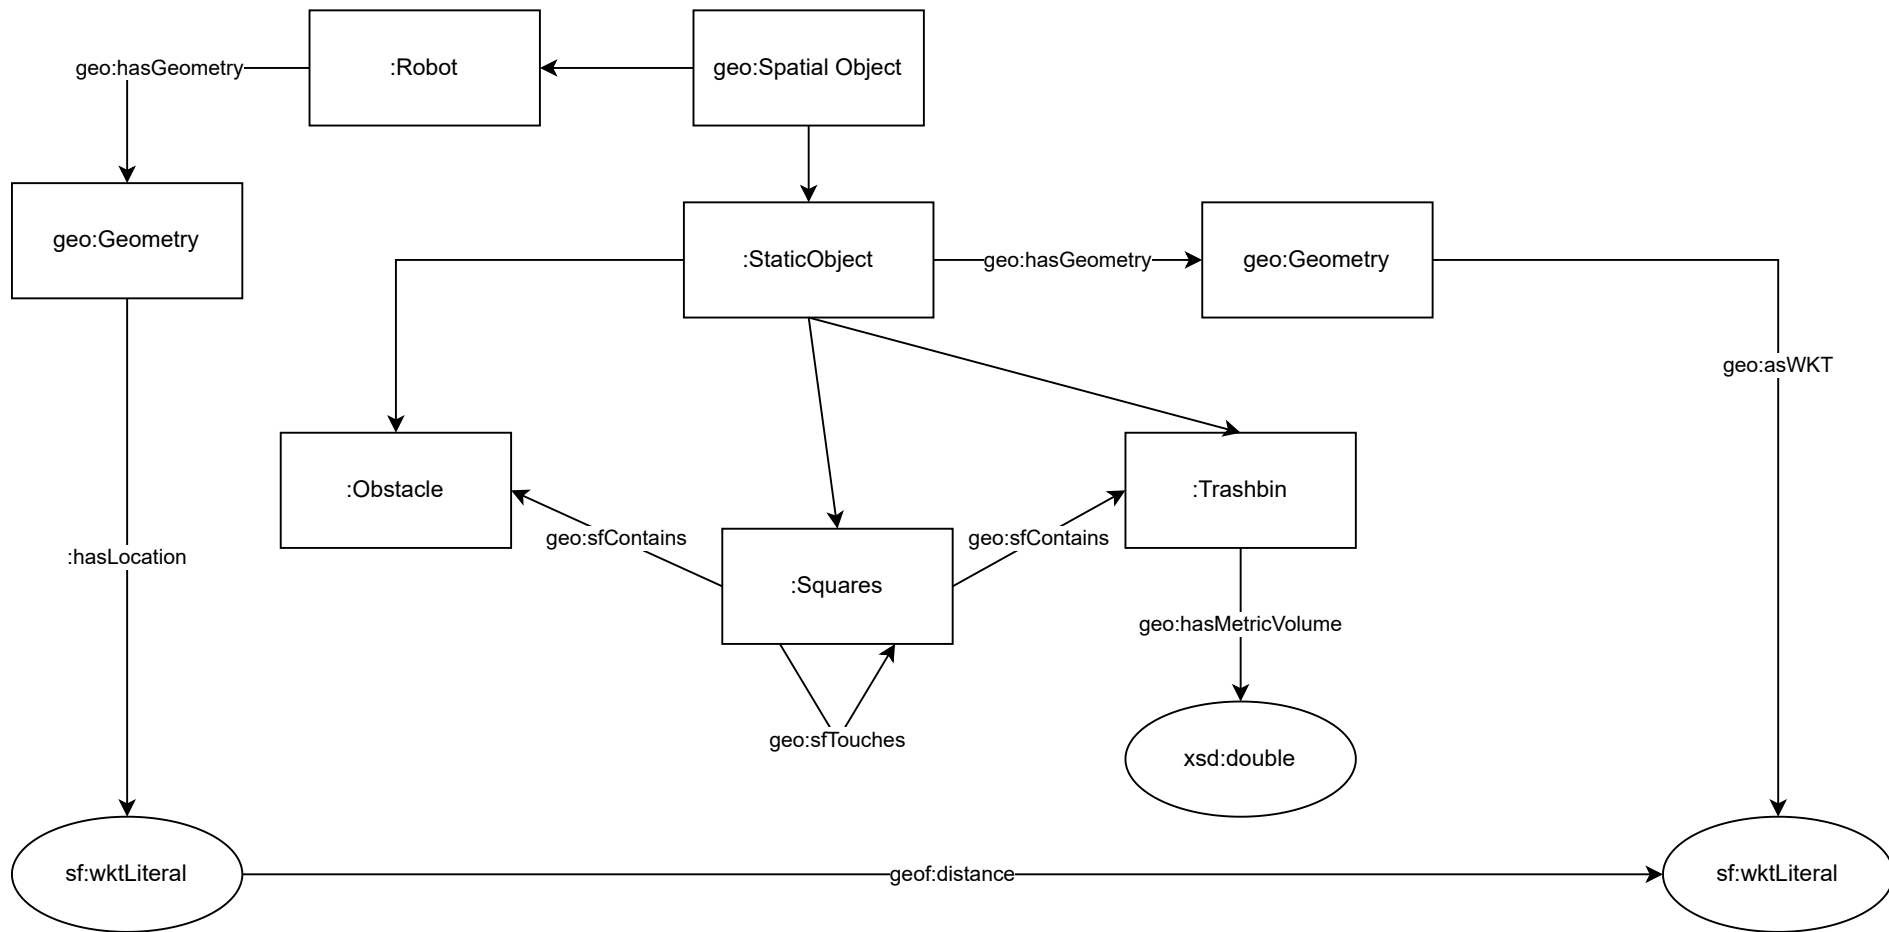 geo:hasGeometry
:Robot
geo:Spatial Object
geo:Geometry
:StaticObject
geo:hasGeometry
geo:Geometry
geo:asWKT
:Obstacle
:Trashbin
geo:sfContains
geo:sfContains
:hasLocation
:Squares
geo:hasMetricVolume
geo:sfTouches
xsd:double
sf:wktLiteral
geof:distance
sf:wktLiteral